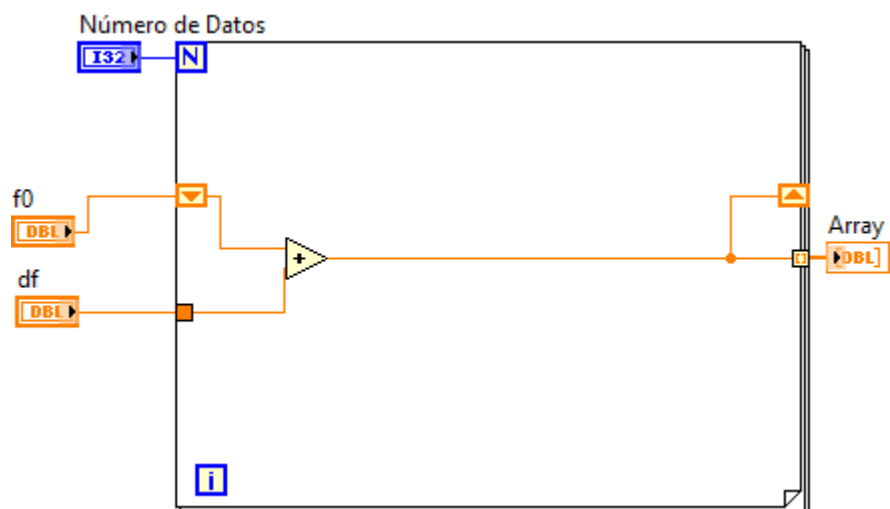 Número de Datos
I32
N
f0
DBL
Array
[DBL]
df
DBL
i